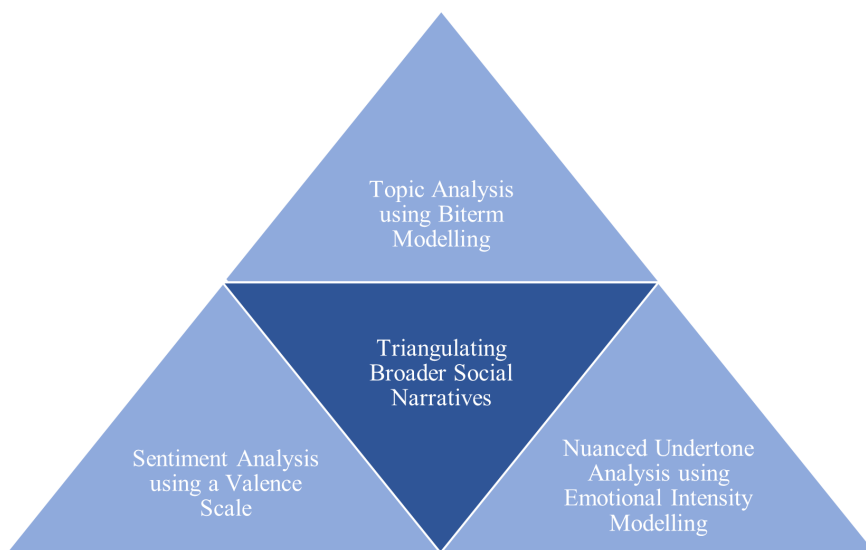 Topic Analysis
using Biterm
Modelling
Triangulating
Broader Social
Narratives
Sentiment Analysis
using a Valence
Scale
Nuanced Undertone
Analysis using
Emotional Intensity
Modelling